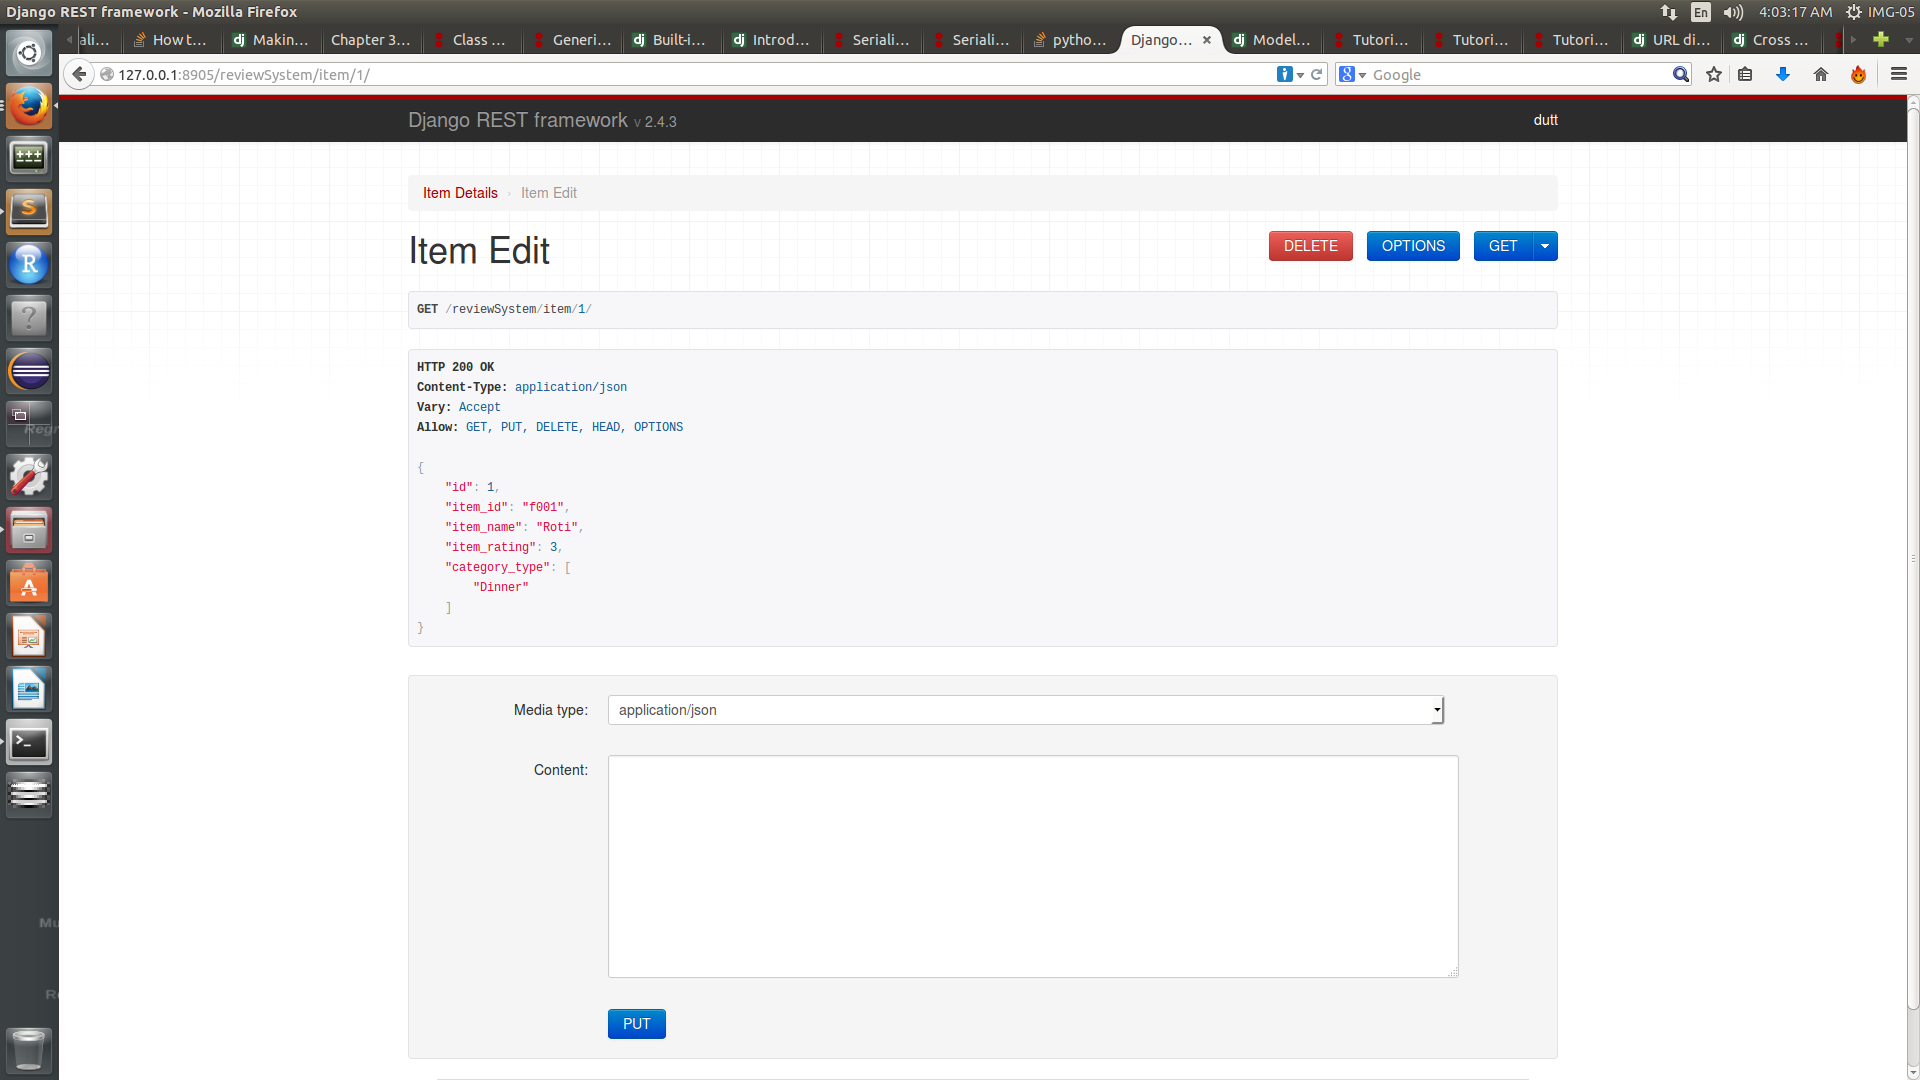 Django REST framework - Mozilla Firefox
En 4:03:17 AM IMG-05
ali... How t... Makin... Chapter 3... Class ... Generi... Built-i... Introd... Seriali... Seriali... pytho... Django... Model... Tutori... Tutori... Tutori... URL di... Cross ...
127.0.0.1:8905/reviewSystem/item/1/
Google
Django REST framework v 2.4.3
dutt
Item Details › Item Edit
Item Edit
DELETE OPTIONS GET
GET /reviewSystem/item/1/
HTTP 200 OK
Content-Type: application/json
Vary: Accept
Allow: GET, PUT, DELETE, HEAD, OPTIONS
{
"id": 1,
"item_id": "f001",
"item_name": "Roti",
"item_rating": 3,
"category_type": [
"Dinner"
]
}
Media type: application/json
Content:
PUT